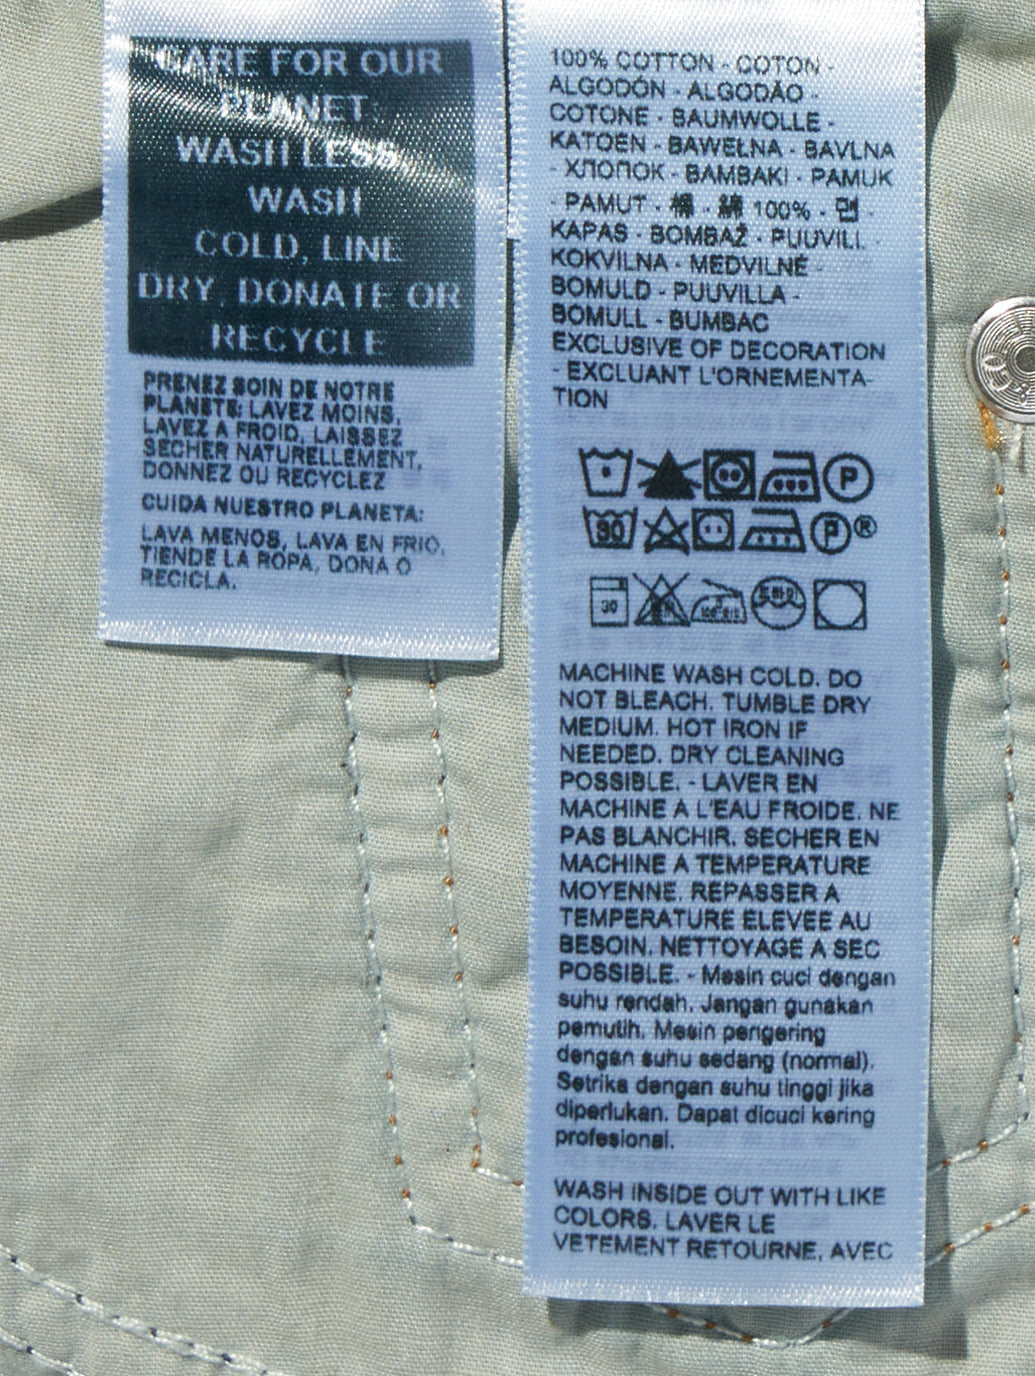 CARE FOR OUR
PLANET:
WASH LESS,
WASH
COLD, LINE
DRY, DONATE OR
RECYCLE
PRENEZ SOIN DE NOTRE
PLANETE: LAVEZ MOINS,
LAVEZ A FROID, LAISSEZ
SECHER NATURELLEMENT,
DONNEZ OU RECYCLEZ
CUIDA NUESTRO PLANETA:
LAVA MENOS, LAVA EN FRIO,
TIENDE LA ROPA, DONA O
RECICLA.
100% COTTON - COTON -
ALGODÓN - ALGODÃO -
COTONE - BAUMWOLLE -
KATOEN - BAWEŁNA - BAVLNA
- ХЛОПОК - BAMBAKI - PAMUK
- PAMUT - 棉 - 綿 100% - 면 -
KAPAS - BOMBAŽ - PUUVILL -
KOKVILNA - MEDVILNĖ -
BOMULD - PUUVILLA -
BOMULL - BUMBAC
EXCLUSIVE OF DECORATION
- EXCLUANT L'ORNEMENTA-
TION
P
90 P®
30 드라이
MACHINE WASH COLD. DO
NOT BLEACH. TUMBLE DRY
MEDIUM. HOT IRON IF
NEEDED. DRY CLEANING
POSSIBLE. - LAVER EN
MACHINE A L'EAU FROIDE. NE
PAS BLANCHIR. SECHER EN
MACHINE A TEMPERATURE
MOYENNE. REPASSER A
TEMPERATURE ELEVEE AU
BESOIN. NETTOYAGE A SEC
POSSIBLE. - Mesin cuci dengan
suhu rendah. Jangan gunakan
pemutih. Mesin pengering
dengan suhu sedang (normal).
Setrika dengan suhu tinggi jika
diperlukan. Dapat dicuci kering
profesional.
WASH INSIDE OUT WITH LIKE
COLORS. LAVER LE
VETEMENT RETOURNE, AVEC